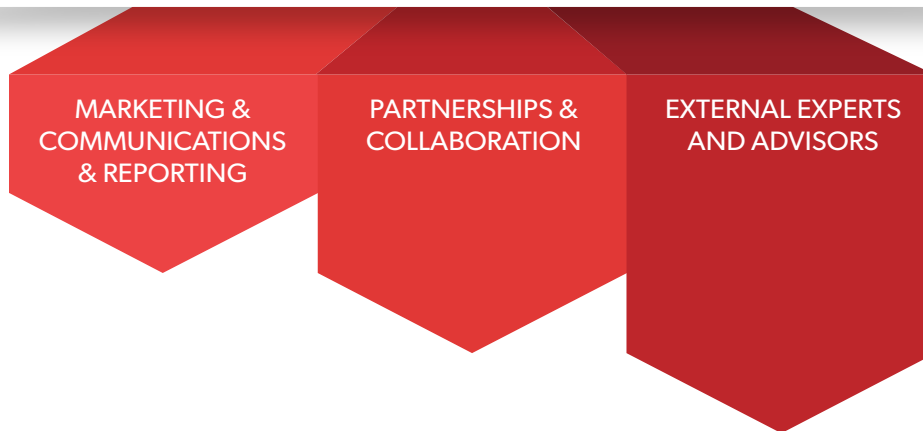 MARKETING &
COMMUNICATIONS
& REPORTING
PARTNERSHIPS &
COLLABORATION
EXTERNAL EXPERTS
AND ADVISORS